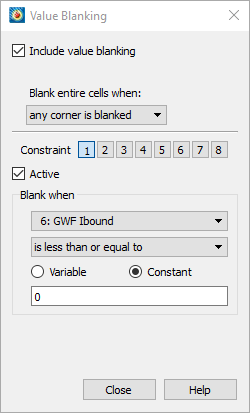 Value Blanking
Include value blanking
Blank entire cells when:
any corner is blanked
Constraint 1 2 3 4 5 6 7 8
Active
Blank when
6: GWF Ibound
is less than or equal to
Variable Constant
0
Close Help